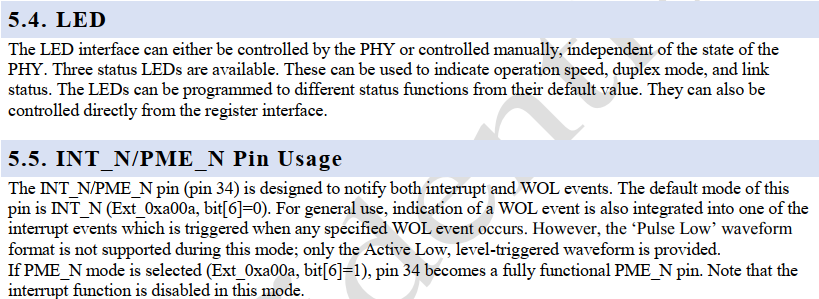 5.4. LED
The LED interface can either be controlled by the PHY or controlled manually, independent of the state of the
PHY. Three status LEDs are available. These can be used to indicate operation speed, duplex mode, and link
status. The LEDs can be programmed to different status functions from their default value. They can also be
controlled directly from the register interface.
5.5. INT_N/PME_N Pin Usage
The INT_N/PME_N pin (pin 34) is designed to notify both interrupt and WOL events. The default mode of this
pin is INT_N (Ext_0xa00a, bit[6]=0). For general use, indication of a WOL event is also integrated into one of the
interrupt events which is triggered when any specified WOL event occurs. However, the ‘Pulse Low’ waveform
format is not supported during this mode; only the Active Low, level-triggered waveform is provided.
If PME_N mode is selected (Ext_0xa00a, bit[6]=1), pin 34 becomes a fully functional PME_N pin. Note that the
interrupt function is disabled in this mode.